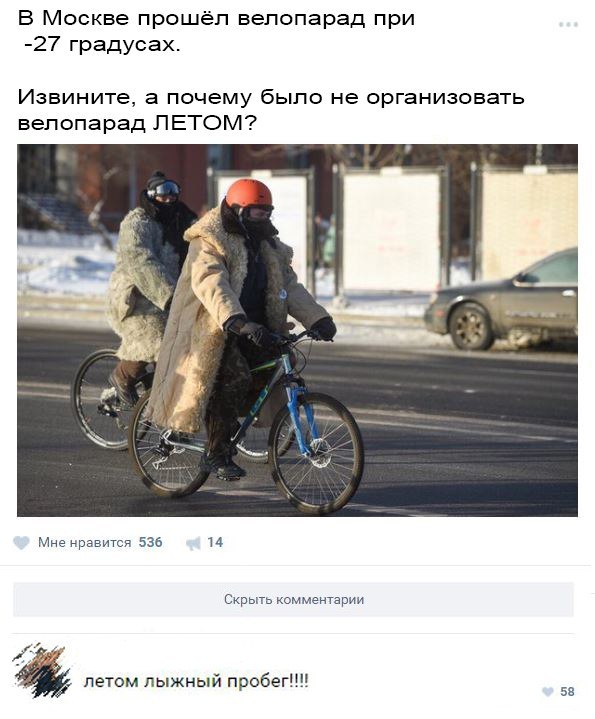 В Москве прошёл велопарад при
-27 градусах.
Извините, а почему было не организовать
велопарад ЛЕТОМ?
Мне нравится 536 14
Скрыть комментарии
летом лыжный пробег!!!!
58